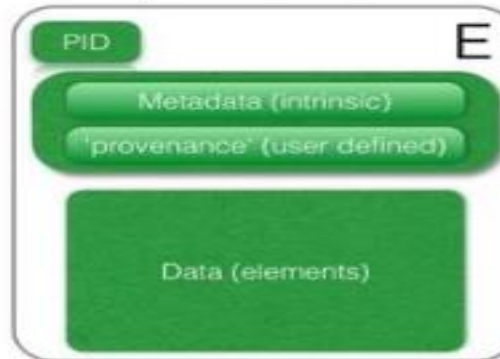 PID
E
Metadata (intrinsic)
'provenance' (user defined)
Data (elements)